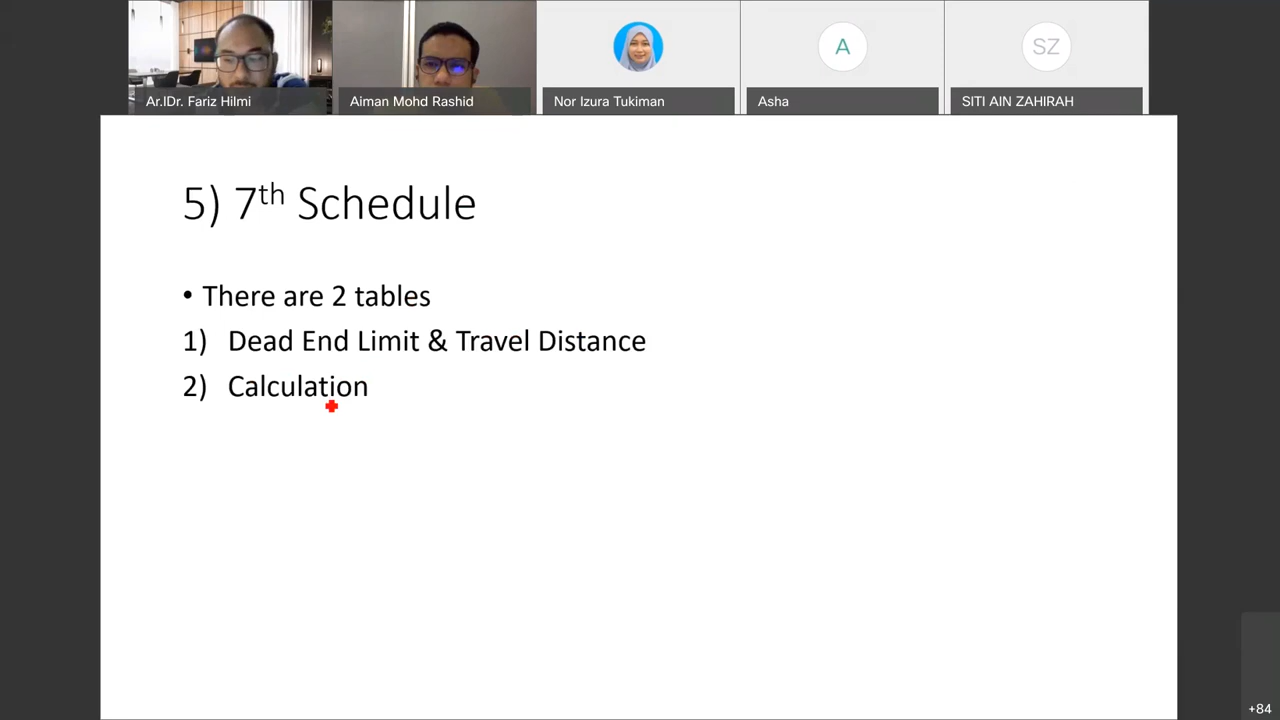 Ar.IDr. Fariz Hilmi
Aiman Mohd Rashid
Nor Izura Tukiman
A
Asha
SZ
SITI AIN ZAHIRAH
5) 7th Schedule
• There are 2 tables
1) Dead End Limit & Travel Distance
2) Calculation
+84